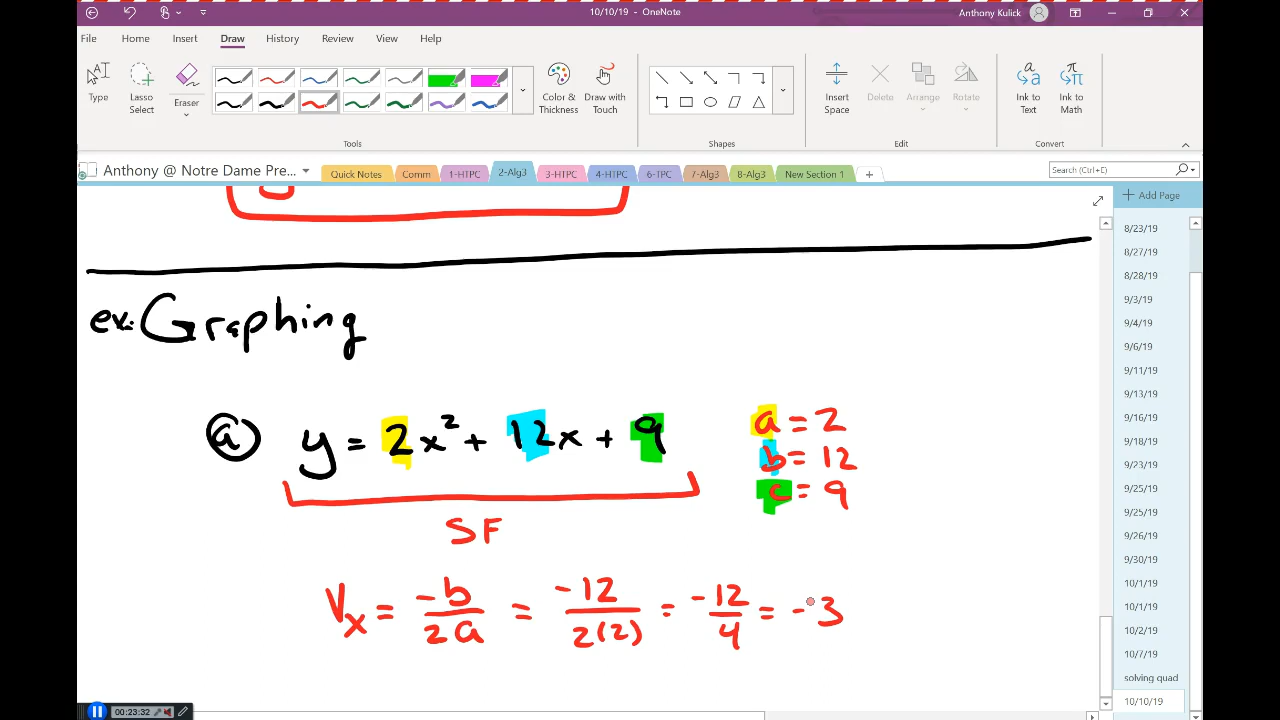 10/10/19 - OneNote
Anthony Kulick
File Home Insert Draw History Review View Help
Type
Lasso Select
Eraser
Color & Thickness
Draw with Touch
Insert Space
Delete
Arrange
Rotate
Ink to Text
Ink to Math
Tools
Shapes
Edit
Convert
Anthony @ Notre Dame Pre...
Quick Notes Comm 1-HTPC 2-Alg3 3-HTPC 4-HTPC 6-TPC 7-Alg3 8-Alg3 New Section 1
Search (Ctrl+E)
Add Page
8/23/19
8/27/19
8/28/19
9/3/19
9/4/19
9/6/19
9/11/19
9/13/19
9/16/19
9/18/19
9/23/19
9/25/19
9/25/19
9/26/19
9/30/19
10/1/19
10/1/19
10/2/19
10/7/19
solving quad
10/10/19
ex: Graphing
(a) y = 2x² + 12x + 9
a = 2
b = 12
c = 9
SF
Vx = -b/2a = -12/2(2) = -12/4 = -3
00:23:32